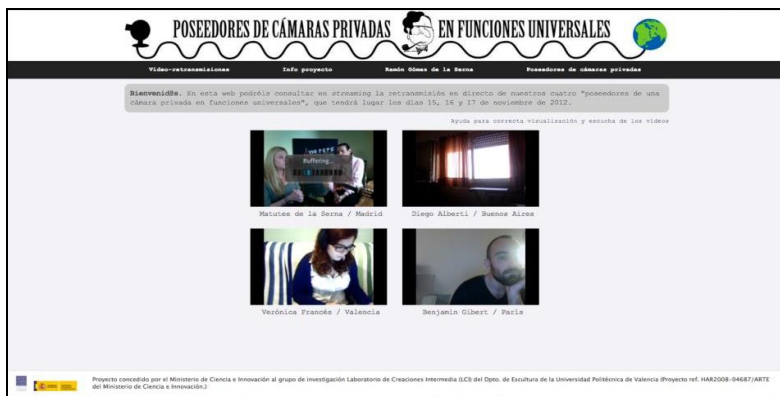 POSEEDORES DE CÁMARAS PRIVADAS EN FUNCIONES UNIVERSALES
Video-retransmisiones Info proyecto Ramón Gómez de la Serna Poseedores de cámaras privadas
Bienvenid@s. En esta web podréis consultar en streaming la retransmisión en directo de nuestros cuatro "poseedores de una
cámara privada en funciones universales", que tendrá lugar los días 15, 16 y 17 de noviembre de 2012.
Ayuda para correcta visualización y escucha de los vídeos
Buffering...
Matutes de la Serna / Madrid Diego Alberti / Buenos Aires
Verónica Francés / Valencia Benjamin Gibert / Paris
Proyecto concedido por el Ministerio de Ciencia e Innovación al grupo de investigación Laboratorio de Creaciones Intermedia (LCI) del Dpto. de Escultura de la Universidad Politécnica de Valencia (Proyecto ref. HAR2008-04687/ARTE
del Ministerio de Ciencia e Innovación.)